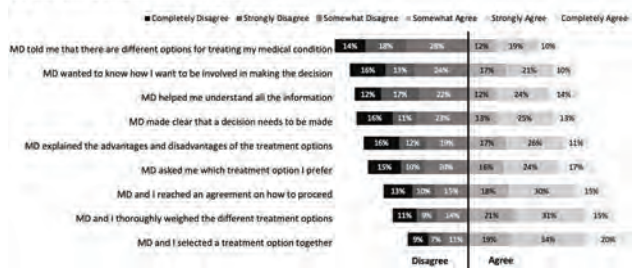 Completely Disagree Strongly Disagree Somewhat Disagree Somewhat Agree Strongly Agree Completely Agree
MD told me that there are different options for treating my medical condition 14% 18% 28% 12% 19% 10%
MD wanted to know how I want to be involved in making the decision 16% 13% 24% 17% 21% 10%
MD helped me understand all the information 12% 17% 22% 12% 24% 14%
MD made clear that a decision needs to be made 16% 11% 23% 13% 25% 13%
MD explained the advantages and disadvantages of the treatment options 16% 12% 19% 17% 26% 11%
MD asked me which treatment option I prefer 15% 10% 20% 16% 24% 17%
MD and I reached an agreement on how to proceed 13% 10% 15% 18% 30% 15%
MD and I thoroughly weighed the different treatment options 11% 9% 14% 21% 31% 15%
MD and I selected a treatment option together 9% 7% 11% 19% 34% 20%
Disagree Agree